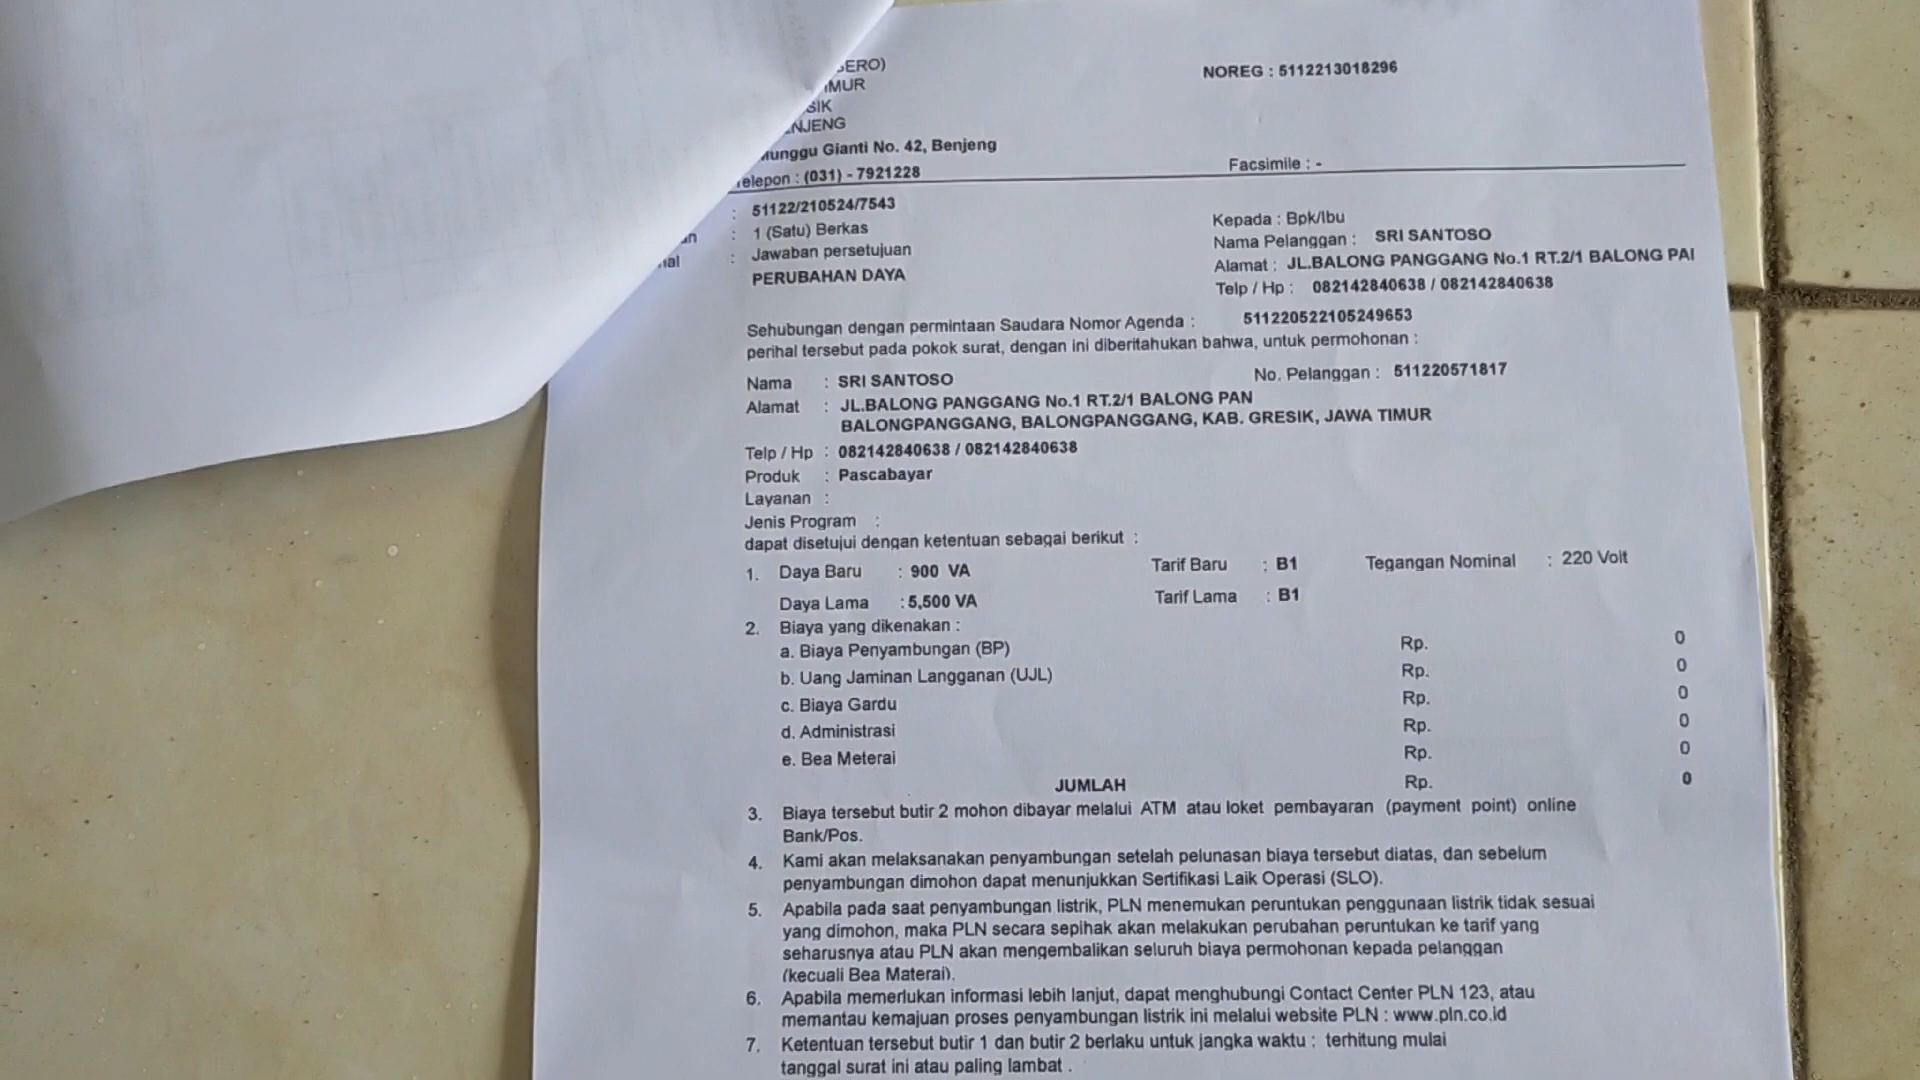 NOREG : 5112213018296
Gianti No. 42, Benjeng
: (031) - 7921228
Facsimile : -
: 51122/210524/7543
: 1 (Satu) Berkas
: Jawaban persetujuan
PERUBAHAN DAYA
Kepada : Bpk/Ibu
Nama Pelanggan : SRI SANTOSO
Alamat : JL.BALONG PANGGANG No.1 RT.2/1 BALONG PAI
Telp / Hp : 082142840638 / 082142840638
Sehubungan dengan permintaan Saudara Nomor Agenda : 511220522105249653
perihal tersebut pada pokok surat, dengan ini diberitahukan bahwa, untuk permohonan :
Nama : SRI SANTOSO No. Pelanggan : 511220571817
Alamat : JL.BALONG PANGGANG No.1 RT.2/1 BALONG PAN
BALONGPANGGANG, BALONGPANGGANG, KAB. GRESIK, JAWA TIMUR
Telp / Hp : 082142840638 / 082142840638
Produk : Pascabayar
Layanan :
Jenis Program :
dapat disetujui dengan ketentuan sebagai berikut :
1. Daya Baru : 900 VA Tarif Baru : B1 Tegangan Nominal : 220 Volt
Daya Lama : 5,500 VA Tarif Lama : B1
2. Biaya yang dikenakan :
a. Biaya Penyambungan (BP) Rp. 0
b. Uang Jaminan Langganan (UJL) Rp. 0
c. Biaya Gardu Rp. 0
d. Administrasi Rp. 0
e. Bea Meterai Rp. 0
JUMLAH Rp. 0
3. Biaya tersebut butir 2 mohon dibayar melalui ATM atau loket pembayaran (payment point) online
Bank/Pos.
4. Kami akan melaksanakan penyambungan setelah pelunasan biaya tersebut diatas, dan sebelum
penyambungan dimohon dapat menunjukkan Sertifikasi Laik Operasi (SLO).
5. Apabila pada saat penyambungan listrik, PLN menemukan peruntukan penggunaan listrik tidak sesuai
yang dimohon, maka PLN secara sepihak akan melakukan perubahan peruntukan ke tarif yang
seharusnya atau PLN akan mengembalikan seluruh biaya permohonan kepada pelanggan
(kecuali Bea Materai).
6. Apabila memerlukan informasi lebih lanjut, dapat menghubungi Contact Center PLN 123, atau
memantau kemajuan proses penyambungan listrik ini melalui website PLN : www.pln.co.id
7. Ketentuan tersebut butir 1 dan butir 2 berlaku untuk jangka waktu : terhitung mulai
tanggal surat ini atau paling lambat .